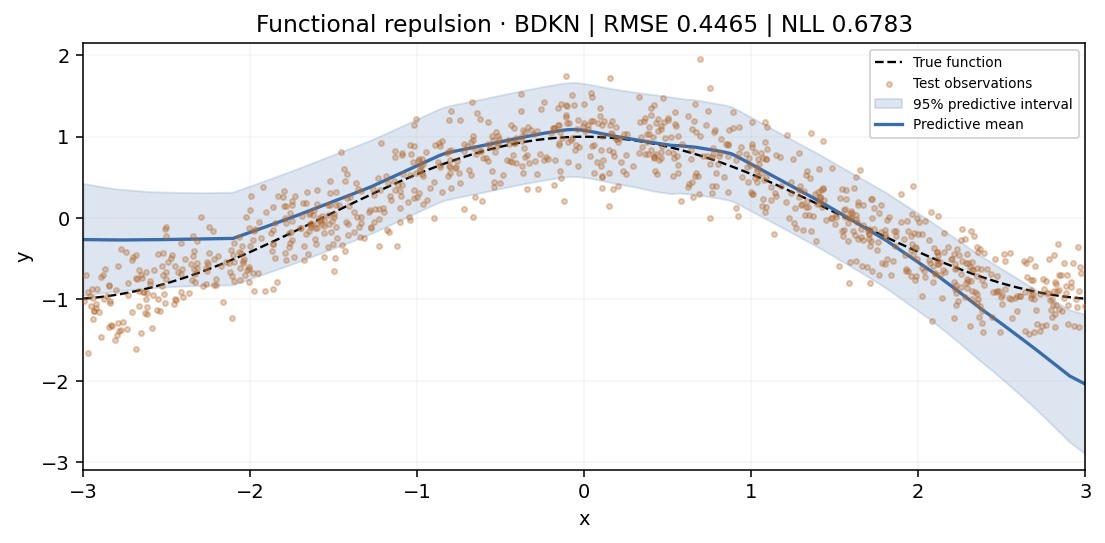 Functional repulsion · BDKN | RMSE 0.4465 | NLL 0.6783
True function
Test observations
95% predictive interval
Predictive mean
y
2
1
0
−1
−2
−3
−3 −2 −1 0 1 2 3
x